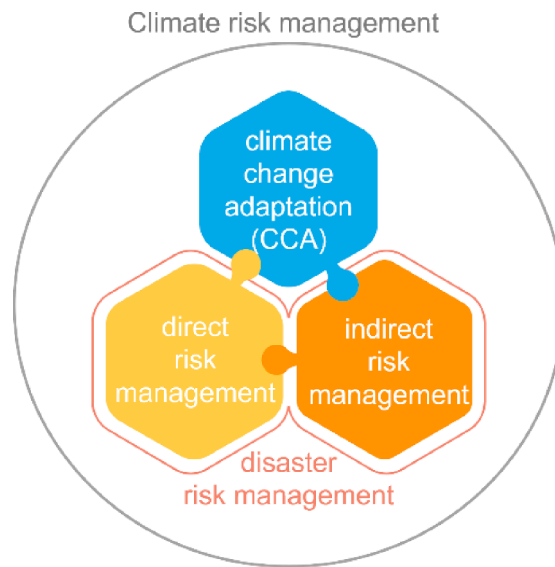 Climate risk management
climate
change
adaptation
(CCA)
direct
risk
management
indirect
risk
management
disaster
risk management